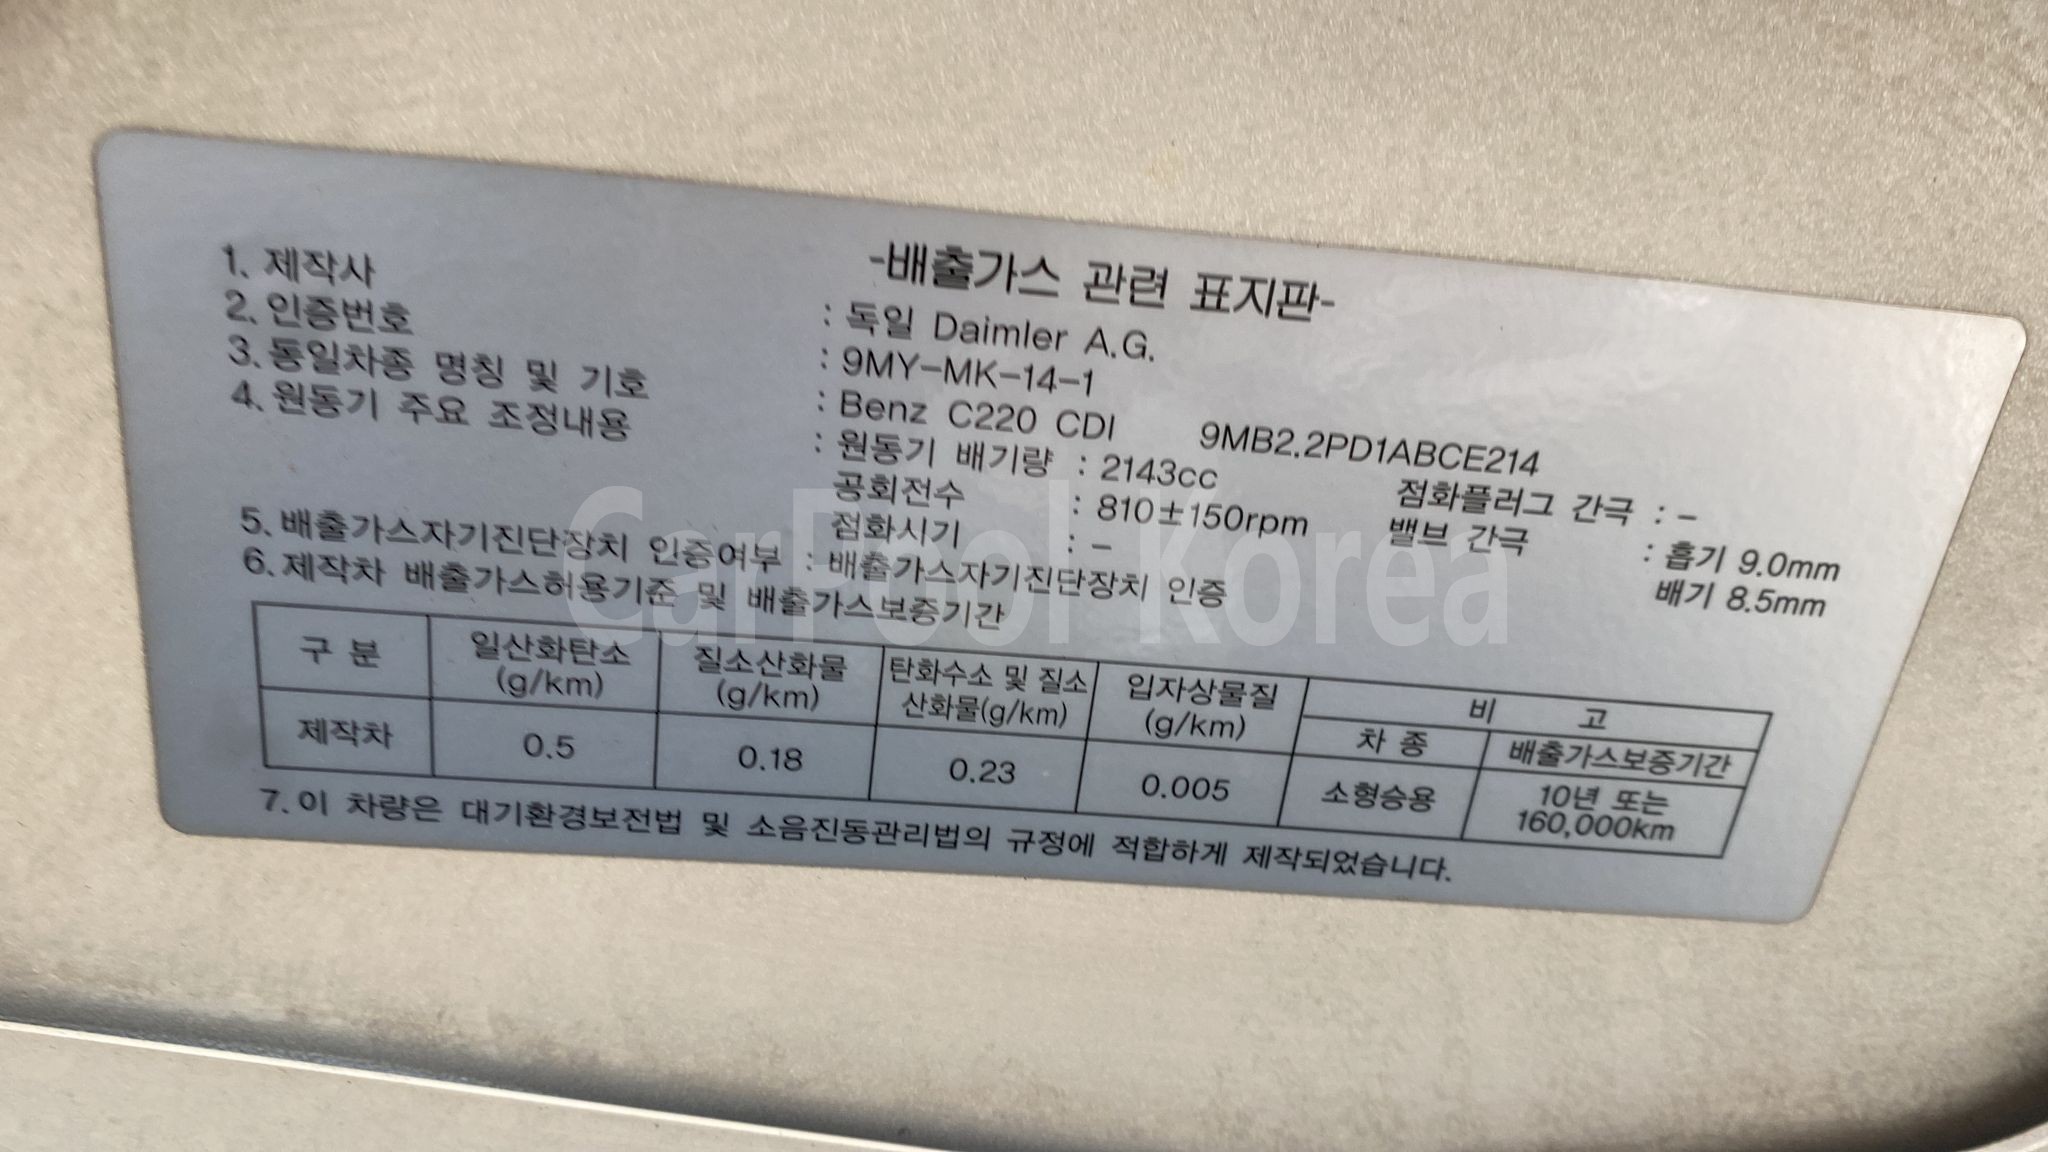 -배출가스 관련 표지판-
1. 제작사 : 독일 Daimler A.G.
2. 인증번호 : 9MY-MK-14-1
3. 동일차종 명칭 및 기호 : Benz C220 CDI 9MB2.2PD1ABCE214
4. 원동기 주요 조정내용 : 원동기 배기량 : 2143cc 점화플러그 간극 : -
공회전수 : 810±150rpm 밸브 간극 : 흡기 9.0mm
점화시기 : - 배기 8.5mm
5. 배출가스자기진단장치 인증여부 : 배출가스자기진단장치 인증
6. 제작차 배출가스허용기준 및 배출가스보증기간
구 분 일산화탄소 (g/km) 질소산화물 (g/km) 탄화수소 및 질소산화물(g/km) 입자상물질 (g/km) 비 고
차 종 배출가스보증기간
제작차 0.5 0.18 0.23 0.005 소형승용 10년 또는 160,000km
7. 이 차량은 대기환경보전법 및 소음진동관리법의 규정에 적합하게 제작되었습니다.
CarPool Korea